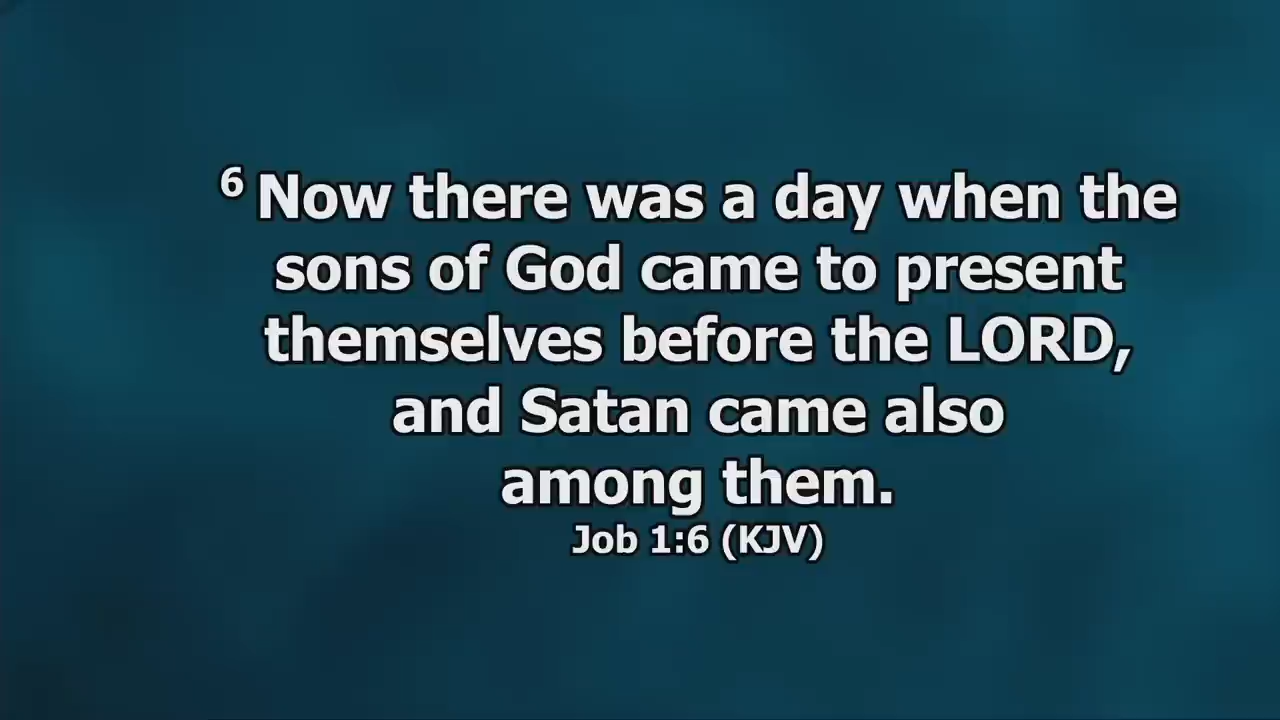 6 Now there was a day when the
sons of God came to present
themselves before the LORD,
and Satan came also
among them.
Job 1:6 (KJV)